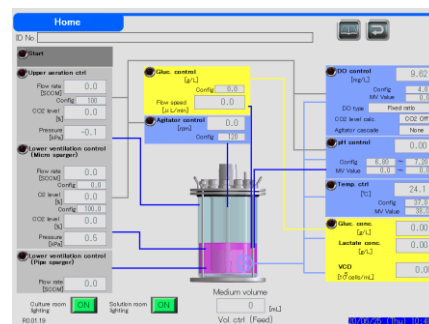 Home
ID No.
Start
Upper aeration ctrl
Flow rate 0.0
[SCCM]
Config 100
CO2 level 0.0
[%]
Pressure -0.1
[kPa]
Lower ventilation control
(Micro sparger)
Flow rate 0.0
[SCCM]
Config 0.0
O2 level 0.0
[%]
Config 100.0
CO2 level 0.0
[%]
Pressure 0.5
[kPa]
Lower ventilation control
(Pipe sparger)
Flow rate 0.0
[SCCM]
Culture room
lighting
ON
Solution room
lighting
ON
R0.01.19
Gluc. control
[g/L]
Config 0.0
Flow speed 0.0
[μL/min]
Agitator control 0.0
[rpm]
Config 120
Medium volume
0 [mL]
Vol. ctrl (Feed)
DO control 9.62
[mg/L]
Config 4.0
MV Value 0.0
DO type Fixed ratio
CO2 level calc. CO2 Off
Agitator cascade None
pH control 0.00
Config 6.80 ~ 7.20
MV Value 0.0 ~ 0.0
Temp. ctrl 24.1
[℃]
Config 37.0
MV Value 38.0
Gluc. conc. 0.00
[g/L]
Lactate conc. 0.00
[g/L]
VCD 0.00